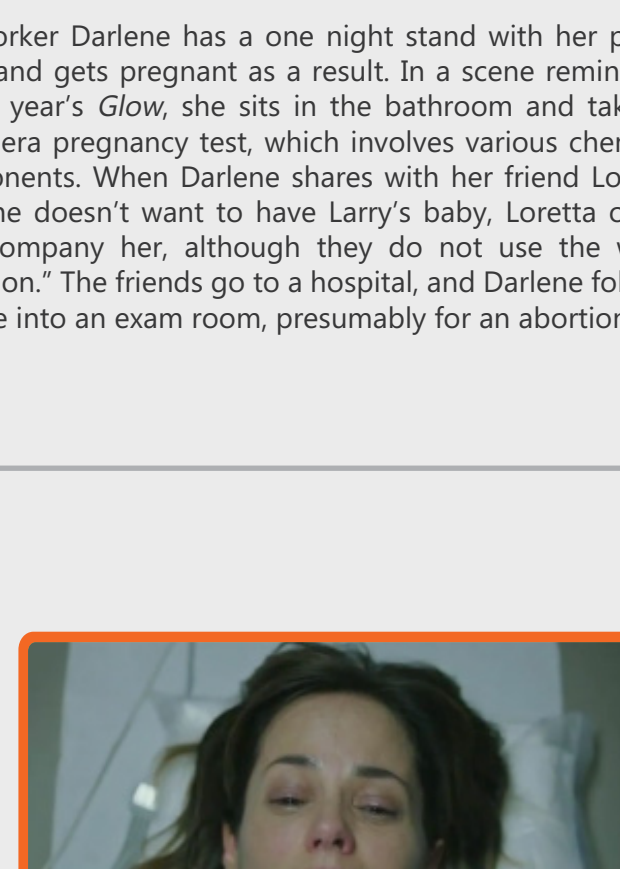 orker Darlene has a one night stand with her p
and gets pregnant as a result. In a scene remin
year's Glow, she sits in the bathroom and tak
era pregnancy test, which involves various cher
onents. When Darlene shares with her friend Lo
ne doesn't want to have Larry's baby, Loretta o
ompany her, although they do not use the w
on.” The friends go to a hospital, and Darlene fol
e into an exam room, presumably for an abortion